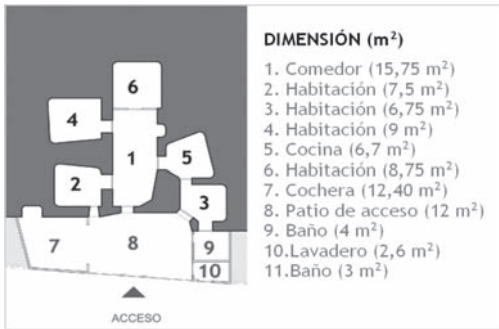 DIMENSIÓN (m²)
1. Comedor (15,75 m²)
2. Habitación (7,5 m²)
3. Habitación (6,75 m²)
4. Habitación (9 m²)
5. Cocina (6,7 m²)
6. Habitación (8,75 m²)
7. Cochera (12,40 m²)
8. Patio de acceso (12 m²)
9. Baño (4 m²)
10.Lavadero (2,6 m²)
11.Baño (3 m²)
6
4
1
5
2
3
7
8
9
10
ACCESO